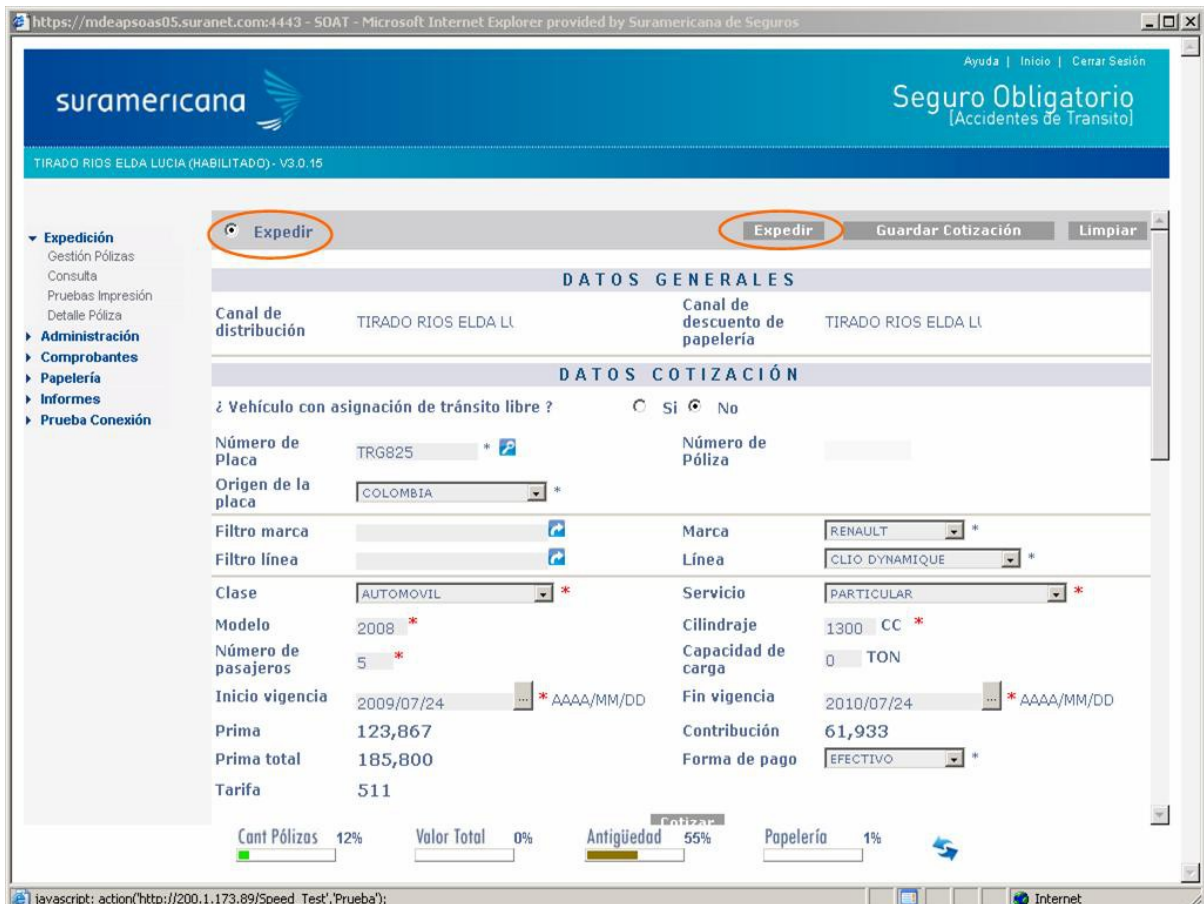 https://mdeapsoas05.suranet.com:4443 - SOAT - Microsoft Internet Explorer provided by Suramericana de Seguros
Ayuda | Inicio | Cerrar Sesión
suramericana
Seguro Obligatorio
[Accidentes de Transito]
TIRADO RIOS ELDA LUCIA (HABILITADO) - V3.0.15
Expedición
Gestión Pólizas
Consulta
Pruebas Impresión
Detalle Póliza
Administración
Comprobantes
Papelería
Informes
Prueba Conexión
Expedir Expedir Guardar Cotización Limpiar
DATOS GENERALES
Canal de distribución TIRADO RIOS ELDA LU Canal de descuento de papelería TIRADO RIOS ELDA LU
DATOS COTIZACIÓN
¿ Vehículo con asignación de tránsito libre ? Si No
Número de Placa TRG825 * Número de Póliza
Origen de la placa COLOMBIA *
Filtro marca Marca RENAULT *
Filtro línea Línea CLIO DYNAMIQUE *
Clase AUTOMOVIL * Servicio PARTICULAR *
Modelo 2008 * Cilindraje 1300 CC *
Número de pasajeros 5 * Capacidad de carga 0 TON
Inicio vigencia 2009/07/24 ... * AAAA/MM/DD Fin vigencia 2010/07/24 ... * AAAA/MM/DD
Prima 123,867 Contribución 61,933
Prima total 185,800 Forma de pago EFECTIVO *
Tarifa 511
Cotizar
Cant Pólizas 12% Valor Total 0% Antigüedad 55% Papelería 1%
javascript: action('http://200.1.173.89/Speed_Test','Prueba'); Internet